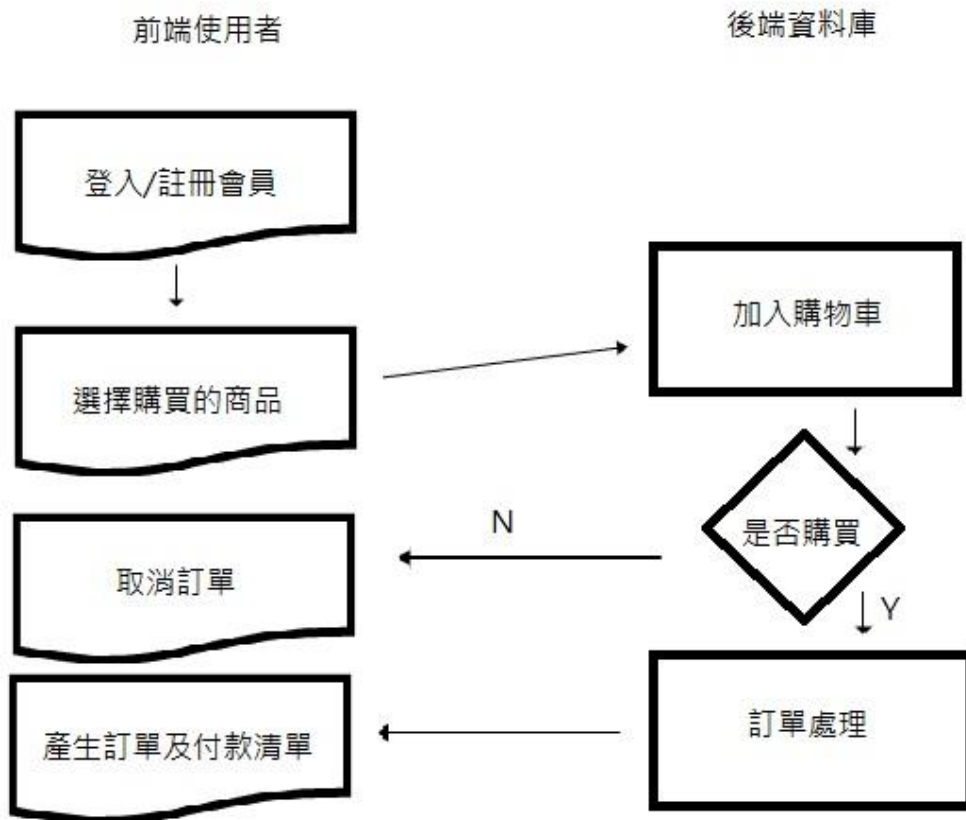 前端使用者
後端資料庫
登入/註冊會員
加入購物車
選擇購買的商品
是否購買
N
取消訂單
Y
訂單處理
產生訂單及付款清單